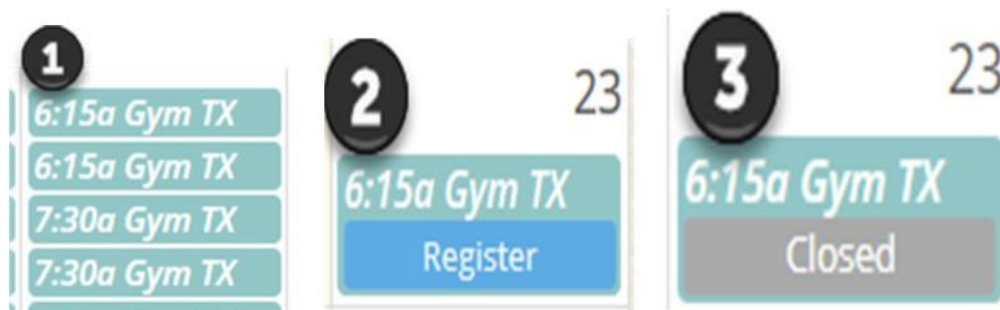 1
6:15a Gym TX
6:15a Gym TX
7:30a Gym TX
7:30a Gym TX
2
23
6:15a Gym TX
Register
3
23
6:15a Gym TX
Closed